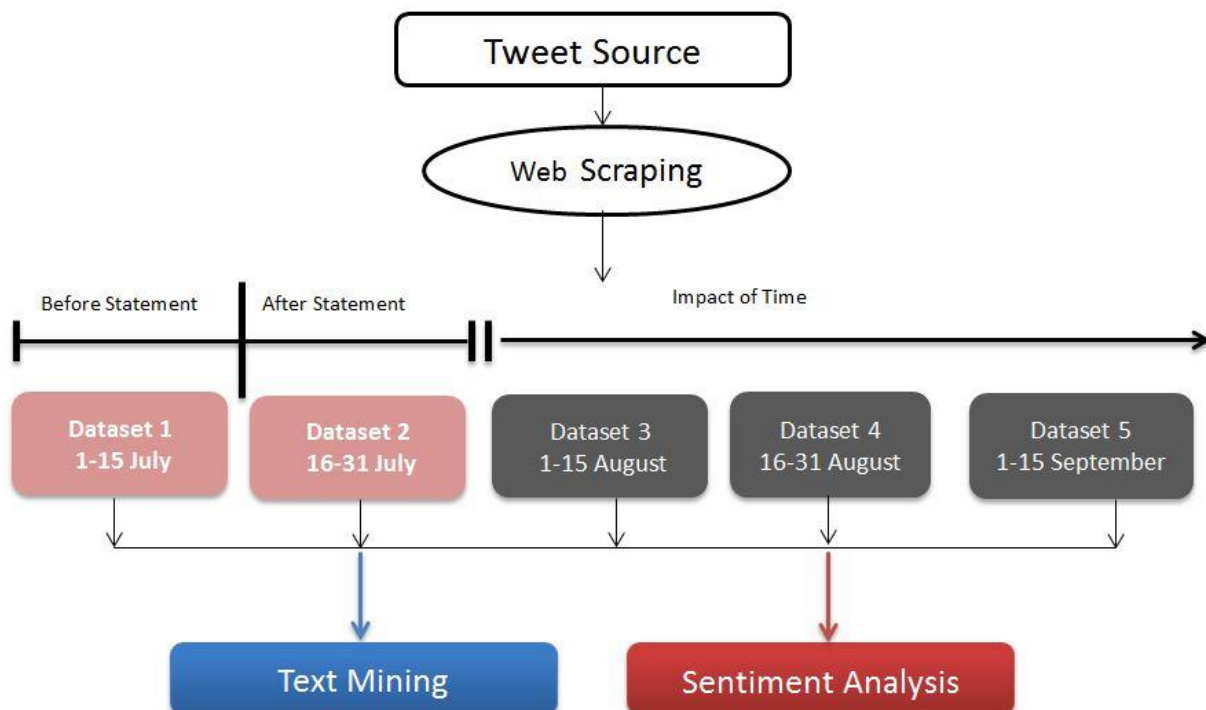 Tweet Source
Web Scraping
Before Statement
After Statement
Impact of Time
Dataset 1
1-15 July
Dataset 2
16-31 July
Dataset 3
1-15 August
Dataset 4
16-31 August
Dataset 5
1-15 September
Text Mining
Sentiment Analysis